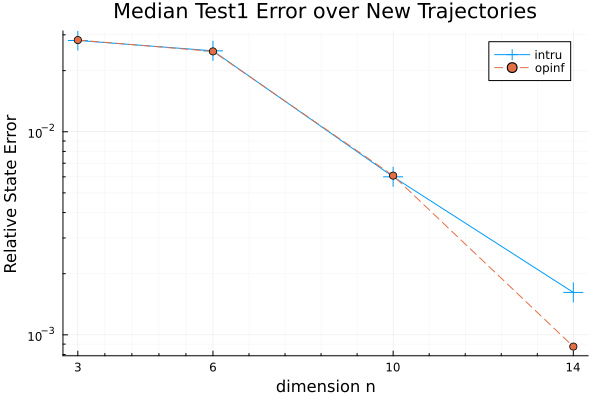 Median Test1 Error over New Trajectories
intru
opinf
Relative State Error
10⁻²
10⁻³
3 6 10 14
dimension n